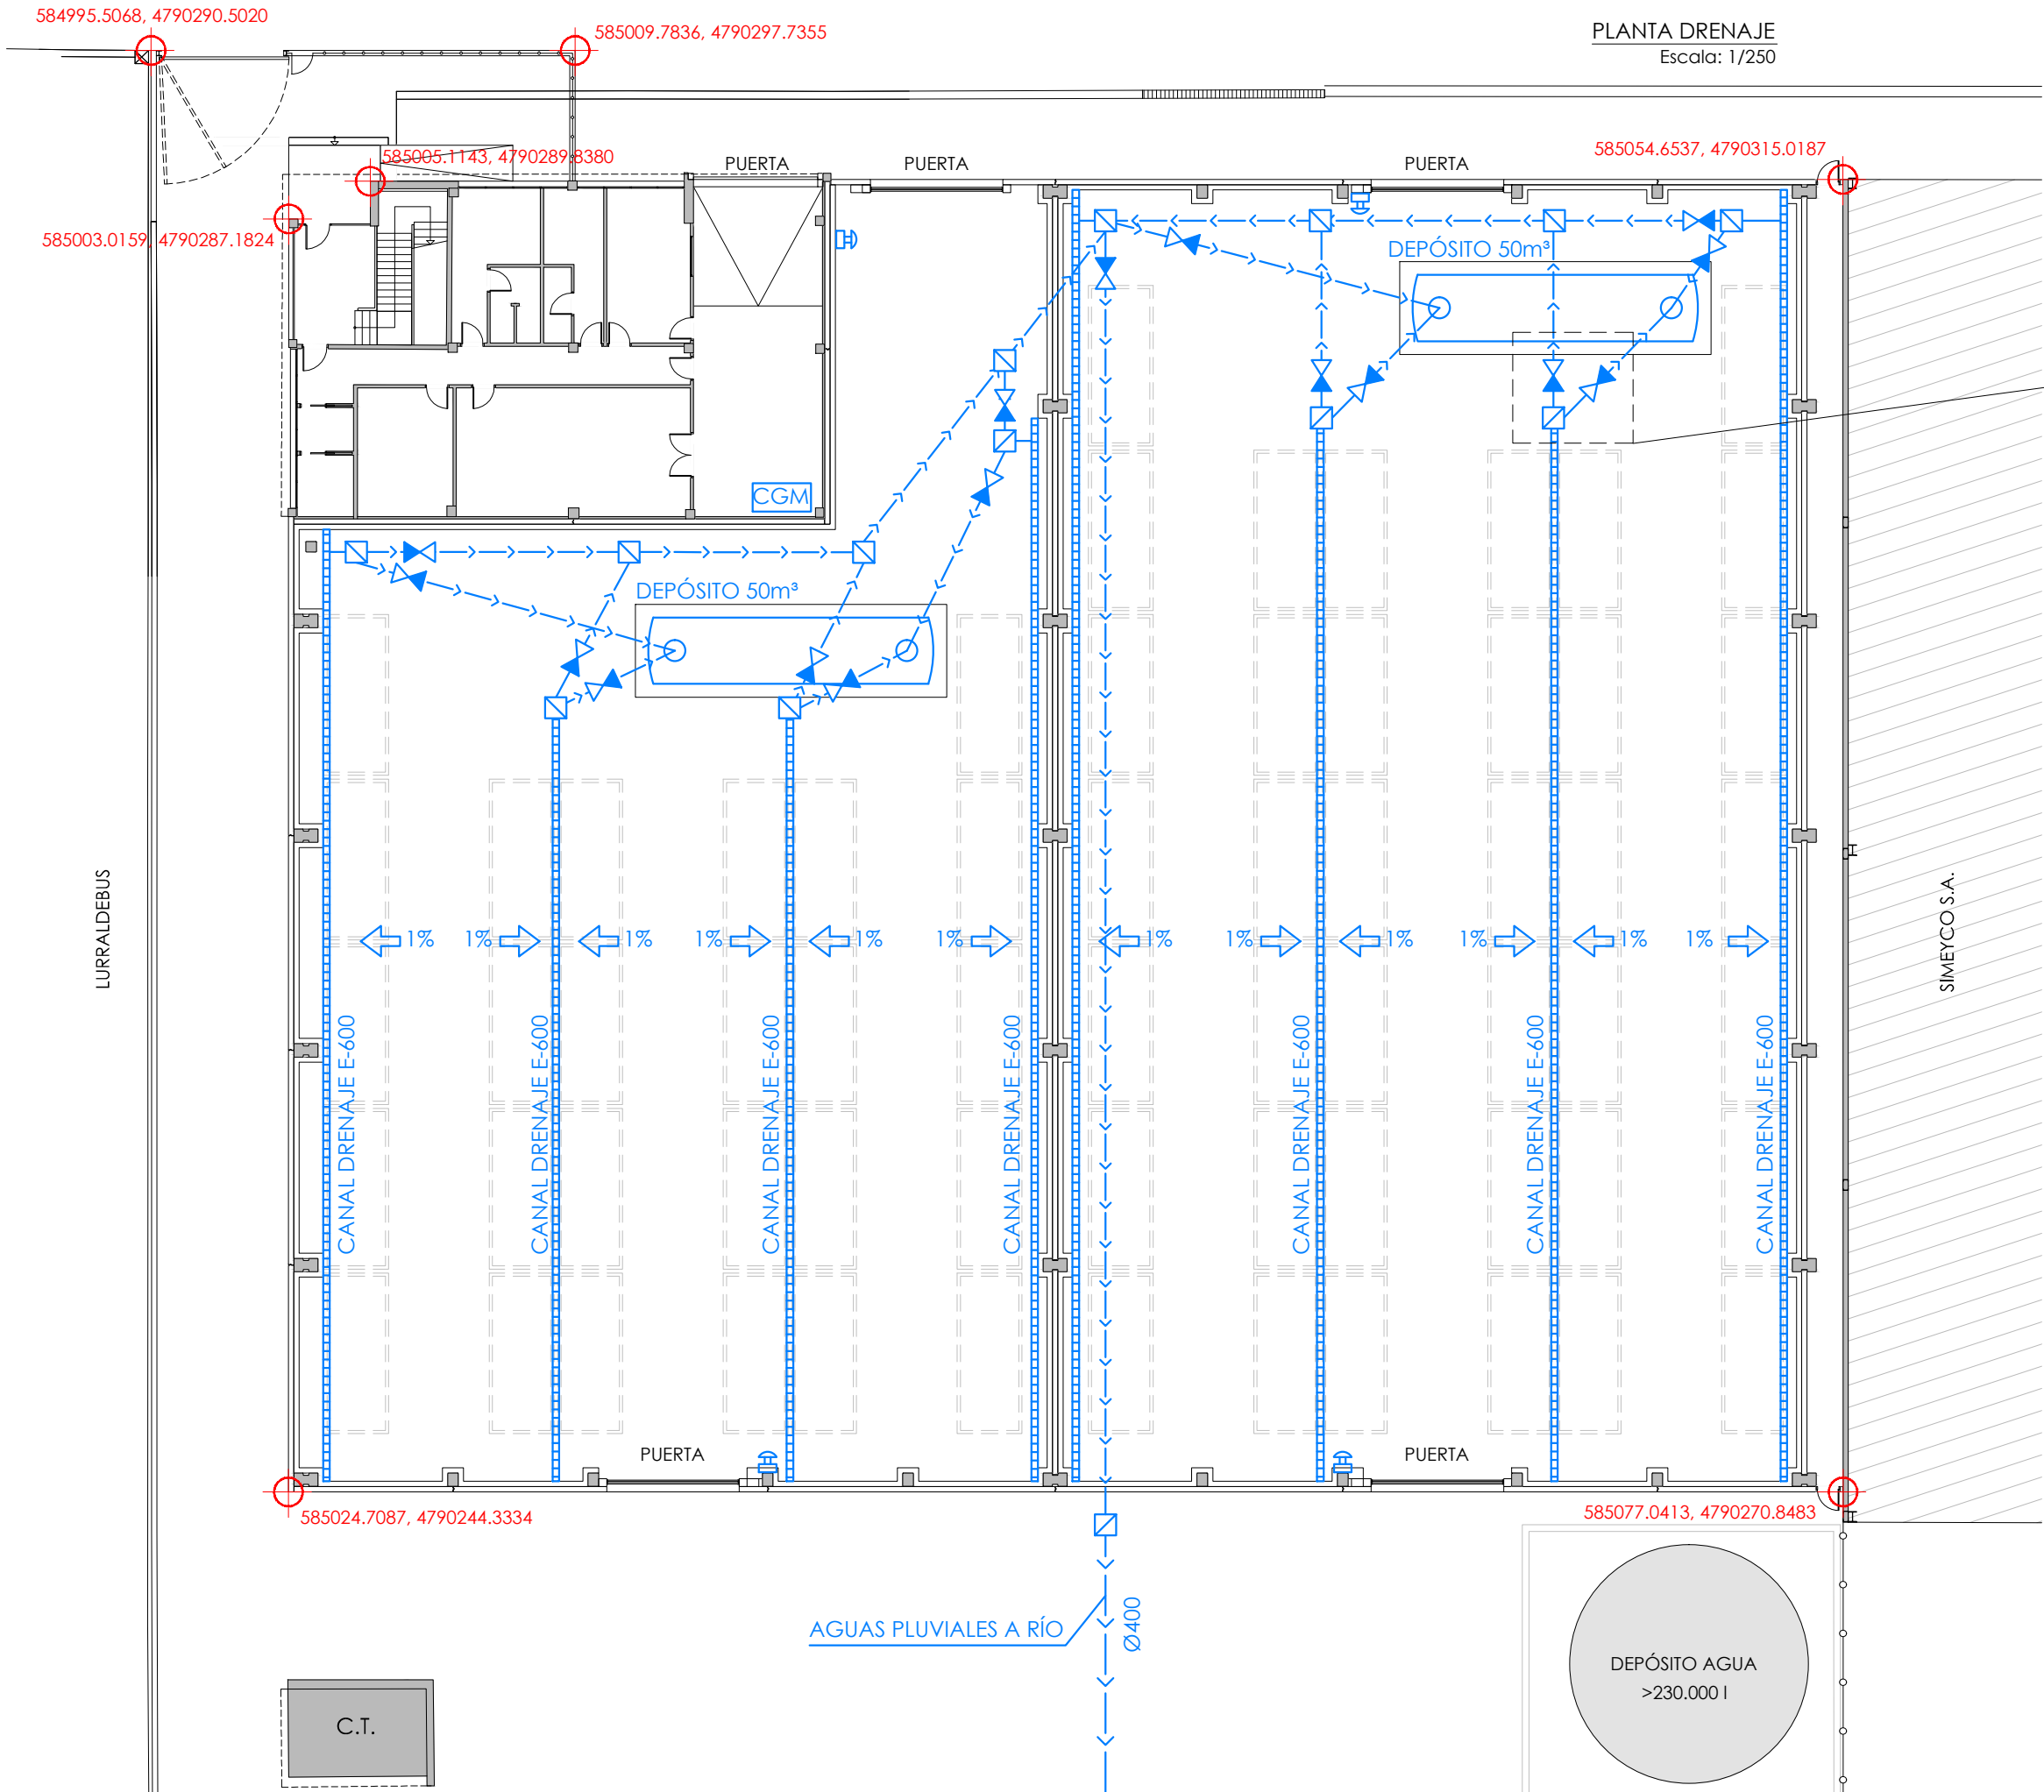 584995.5068, 4790290.5020
585009.7836, 4790297.7355
PLANTA DRENAJE
Escala: 1/250
585005.1143, 4790289.8380
PUERTA
PUERTA
PUERTA
585054.6537, 4790315.0187
585003.0159, 4790287.1824
DEPÓSITO 50m³
CGM
DEPÓSITO 50m³
LURRALDEBUS
SIMEYCO S.A.
1%
1%
1%
1%
1%
1%
1%
1%
1%
1%
1%
1%
CANAL DRENAJE E-600
CANAL DRENAJE E-600
CANAL DRENAJE E-600
CANAL DRENAJE E-600
CANAL DRENAJE E-600
CANAL DRENAJE E-600
CANAL DRENAJE E-600
PUERTA
PUERTA
585024.7087, 4790244.3334
585077.0413, 4790270.8483
AGUAS PLUVIALES A RÍO
Ø400
DEPÓSITO AGUA
>230.000 l
C.T.